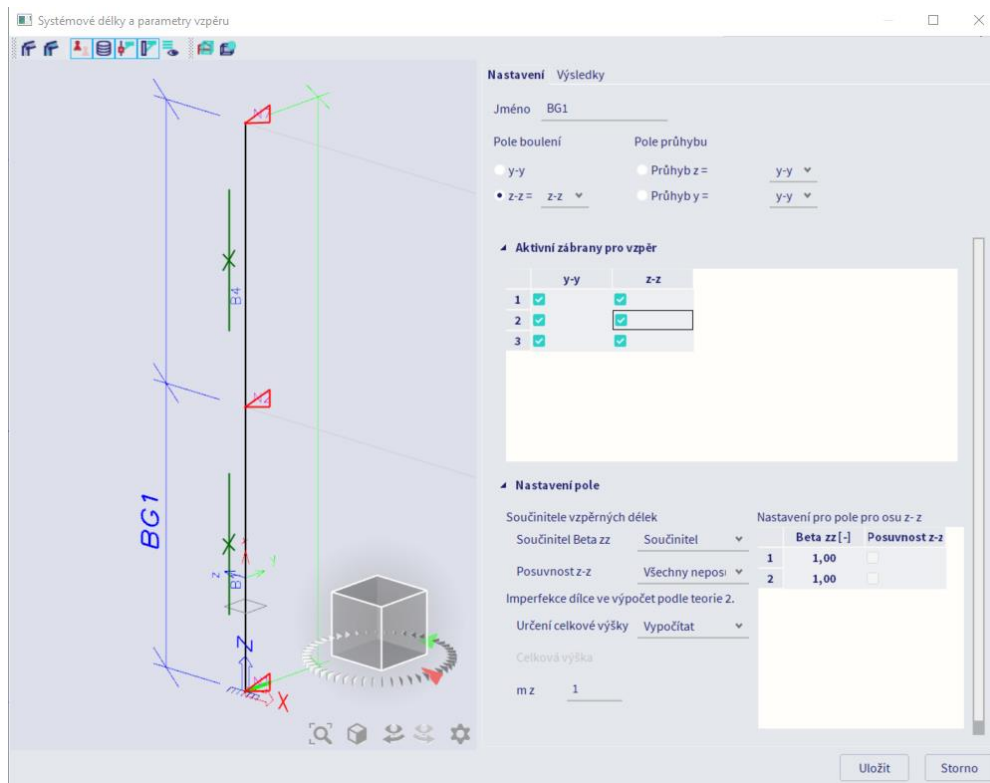 Systémové délky a parametry vzpěru
Nastavení Výsledky
Jméno BG1
Pole boulení Pole průhybu
y-y Průhyb z = y-y
z-z = z-z Průhyb y = y-y
Aktivní zábrany pro vzpěr
y-y z-z
1
2
3
Nastavení pole
Součinitele vzpěrných délek Nastavení pro pole pro osu z- z
Součinitel Beta zz Součinitel Beta zz [-] Posuvnost z-z
1 1,00
Posuvnost z-z Všechny neposu
2 1,00
Imperfekce dílce ve výpočet podle teorie 2.
Určení celkové výšky Vypočítat
Celková výška
m z 1
Uložit Storno
N2
B4
BG1
B1
z
x
y
Z
X